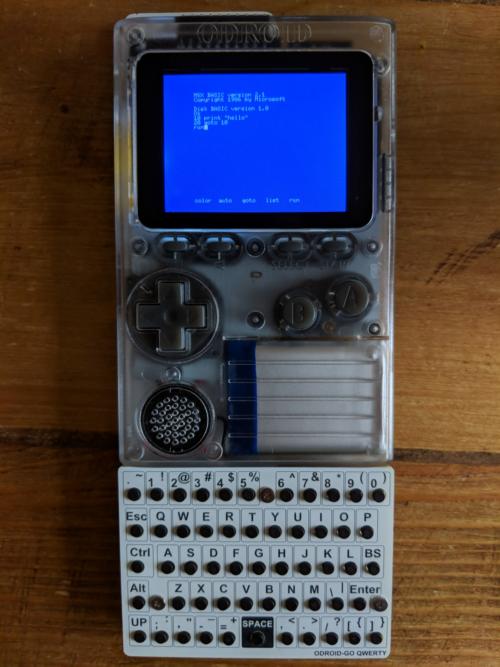 ODROID
MSX BASIC version 2.1
Copyright 1986 by Microsoft
Disk BASIC version 1.0
Ok
10 print "hello"
20 goto 10
run
color auto goto list run
SELECT START
B A
` ~ 1 ! 2 @ 3 # 4 $ 5 % 6 ^ 7 & 8 * 9 ( 0 )
Esc Q W E R T Y U I O P
Ctrl A S D F G H J K L BS
Alt Z X C V B N M \ | Enter
UP ; : ' " - _ = + SPACE , < . > / ? [ { ] }
ODROID-GO QWERTY